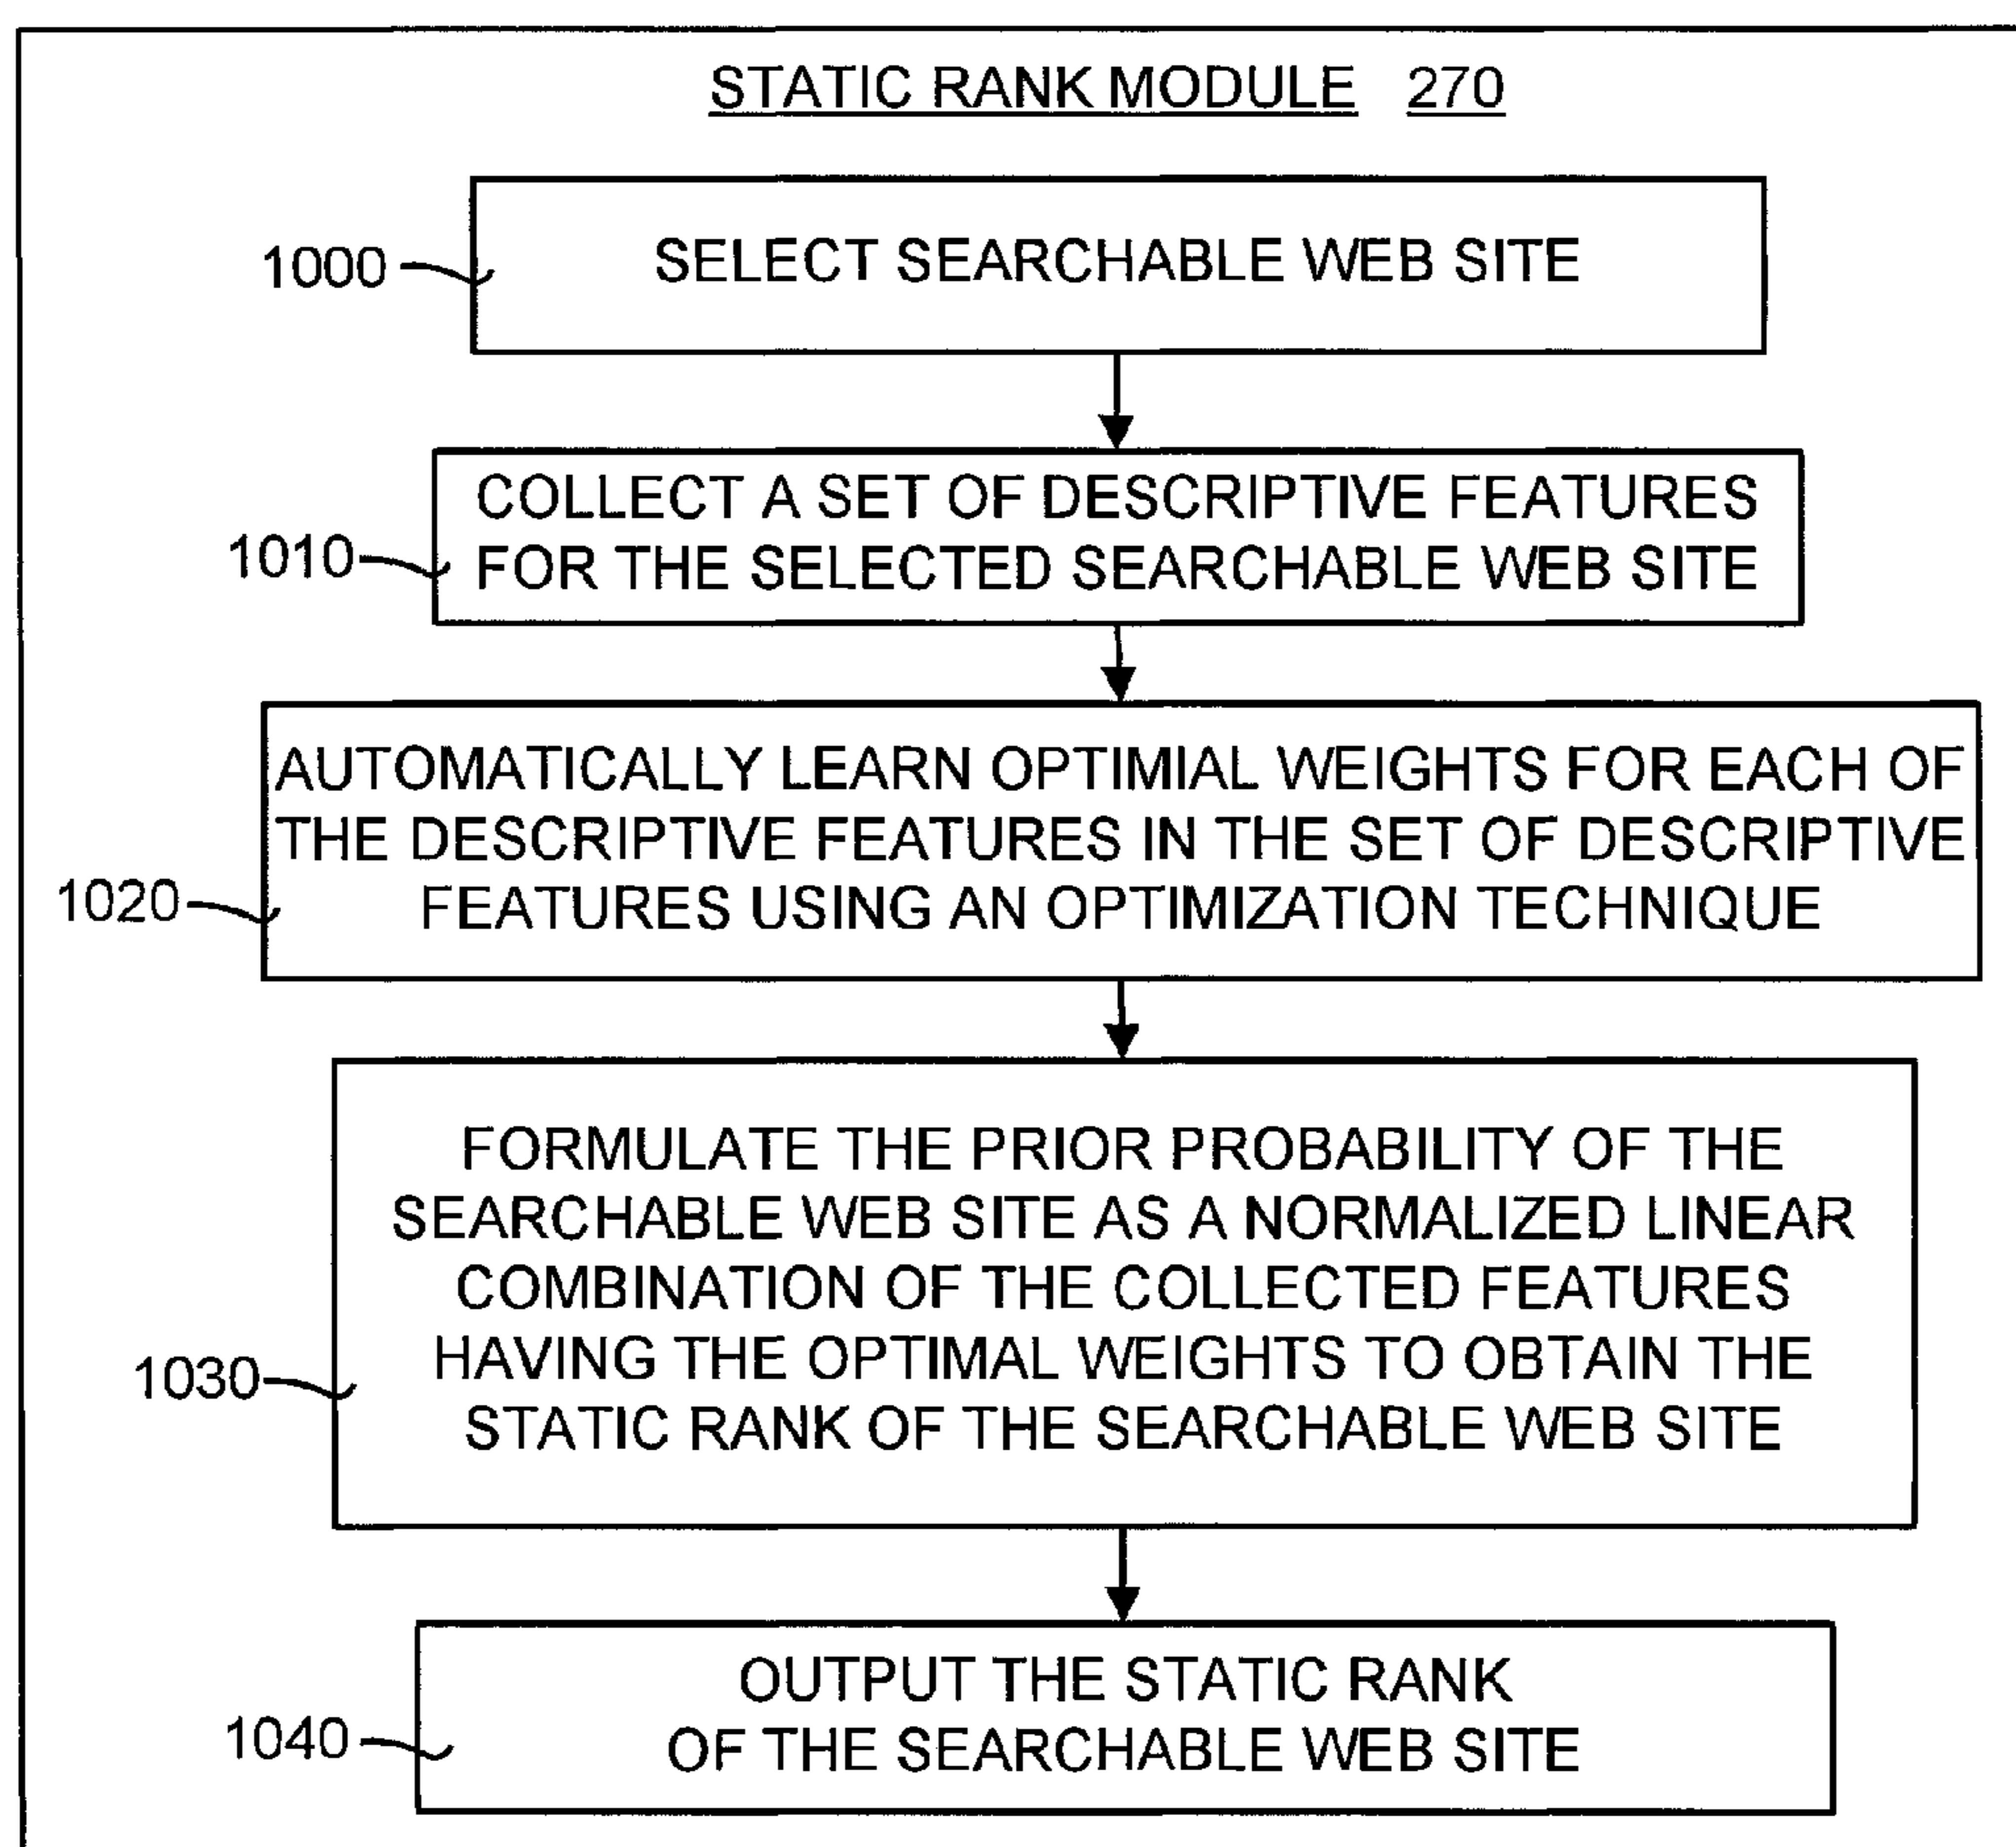 STATIC RANK MODULE 270
1000
SELECT SEARCHABLE WEB SITE
1010
COLLECT A SET OF DESCRIPTIVE FEATURES
FOR THE SELECTED SEARCHABLE WEB SITE
1020
AUTOMATICALLY LEARN OPTIMIAL WEIGHTS FOR EACH OF
THE DESCRIPTIVE FEATURES IN THE SET OF DESCRIPTIVE
FEATURES USING AN OPTIMIZATION TECHNIQUE
1030
FORMULATE THE PRIOR PROBABILITY OF THE
SEARCHABLE WEB SITE AS A NORMALIZED LINEAR
COMBINATION OF THE COLLECTED FEATURES
HAVING THE OPTIMAL WEIGHTS TO OBTAIN THE
STATIC RANK OF THE SEARCHABLE WEB SITE
1040
OUTPUT THE STATIC RANK
OF THE SEARCHABLE WEB SITE